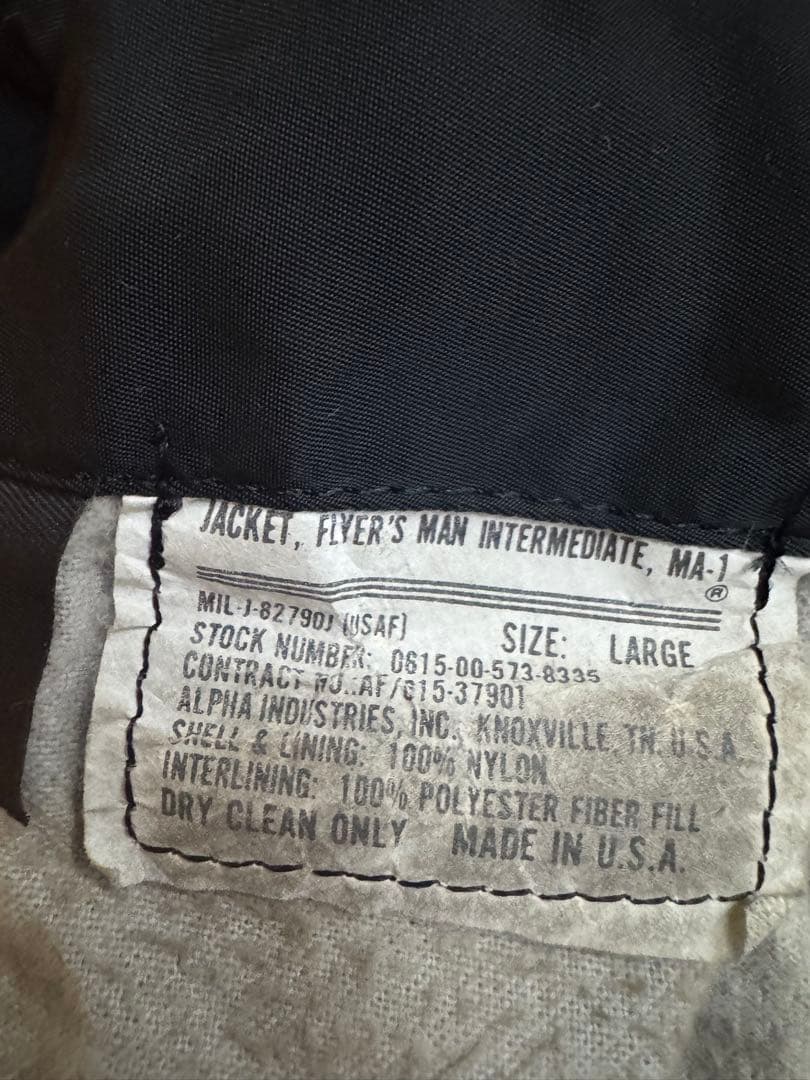 JACKET, FLYER'S MAN INTERMEDIATE, MA-1
®
MIL-J-82790J (USAF) SIZE: LARGE
STOCK NUMBER: 0615-00-573-8335
CONTRACT NO.:AF/615-37901
ALPHA INDUSTRIES, INC., KNOXVILLE, TN. U.S.A
SHELL & LINING: 100% NYLON
INTERLINING: 100% POLYESTER FIBER FILL
DRY CLEAN ONLY MADE IN U.S.A.